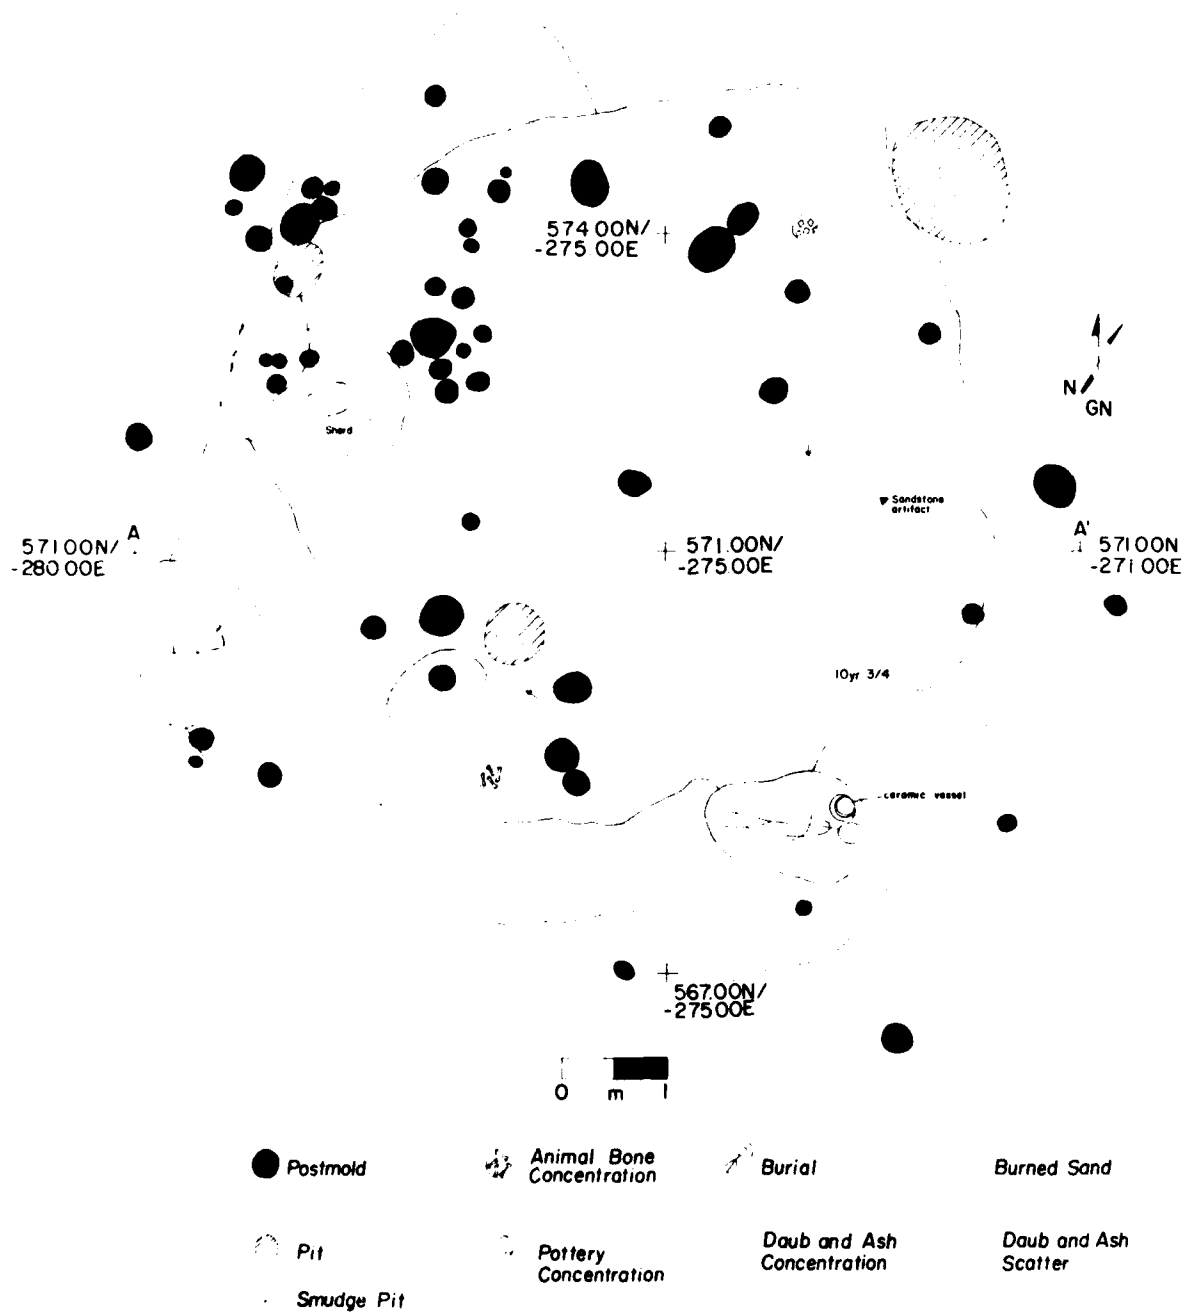 574 00N/
-275 00E
N
GN
Sherd
Sandstone
artifact
A
A'
571 00N/
-280 00E
571.00N/
-275.00E
571 00N
-271 00E
10yr 3/4
ceramic vessel
567.00N/
-275 00E
0 m 1
Postmold
Animal Bone
Concentration
Burial
Burned Sand
Pit
Pottery
Concentration
Daub and Ash
Concentration
Daub and Ash
Scatter
Smudge Pit